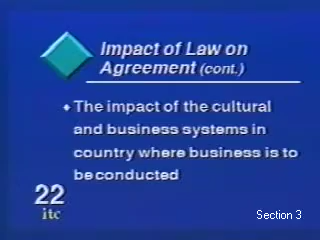 Impact of Law on
Agreement (cont.)
♦ The impact of the cultural
and business systems in
country where business is to
be conducted
22
itc
Section 3